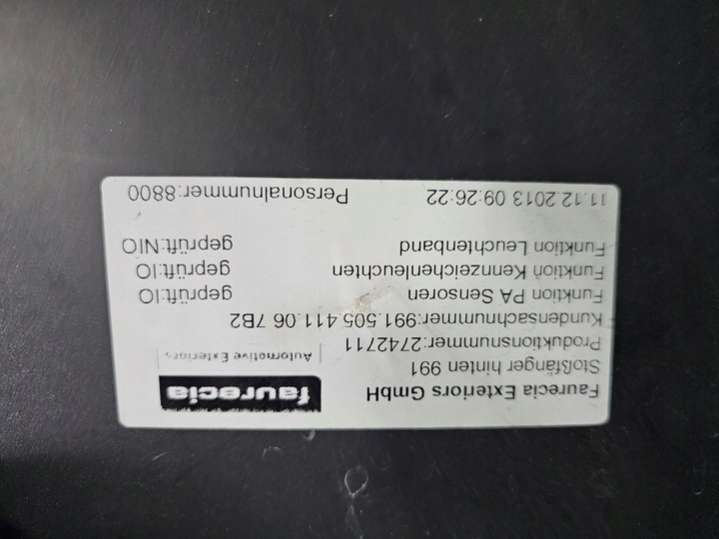 Faurecia Exteriors GmbH
faurecia
Stoßfänger hinten 991
Automotive Exteriors
Produktionsnummer:2742711
Kundensachnummer:991.505.411.06 7B2
Funktion PA Sensoren geprüft:IO
Funktion Kennzeichenleuchten geprüft:IO
Funktion Leuchtenband geprüft:NIO
11.12.2013 09:26:22 Personalnummer:8800